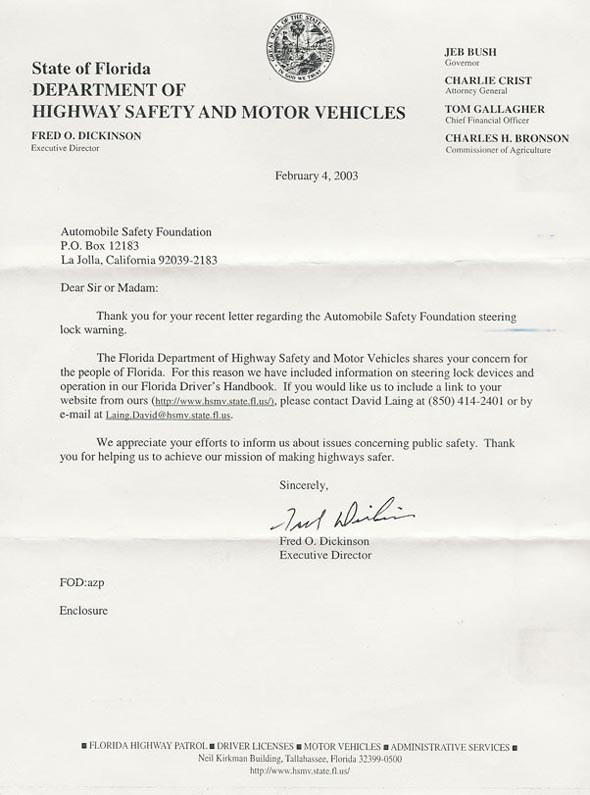 GREAT SEAL OF THE STATE OF FLORIDA
IN GOD WE TRUST
State of Florida
DEPARTMENT OF
HIGHWAY SAFETY AND MOTOR VEHICLES
FRED O. DICKINSON
Executive Director
JEB BUSH
Governor
CHARLIE CRIST
Attorney General
TOM GALLAGHER
Chief Financial Officer
CHARLES H. BRONSON
Commissioner of Agriculture
February 4, 2003
Automobile Safety Foundation
P.O. Box 12183
La Jolla, California 92039-2183
Dear Sir or Madam:
Thank you for your recent letter regarding the Automobile Safety Foundation steering
lock warning.
The Florida Department of Highway Safety and Motor Vehicles shares your concern for
the people of Florida. For this reason we have included information on steering lock devices and
operation in our Florida Driver's Handbook. If you would like us to include a link to your
website from ours (http://www.hsmv.state.fl.us/), please contact David Laing at (850) 414-2401 or by
e-mail at Laing.David@hsmv.state.fl.us.
We appreciate your efforts to inform us about issues concerning public safety. Thank
you for helping us to achieve our mission of making highways safer.
Sincerely,
Fred O. Dickinson
Executive Director
FOD:azp
Enclosure
■ FLORIDA HIGHWAY PATROL ■ DRIVER LICENSES ■ MOTOR VEHICLES ■ ADMINISTRATIVE SERVICES ■
Neil Kirkman Building, Tallahassee, Florida 32399-0500
http://www.hsmv.state.fl.us/